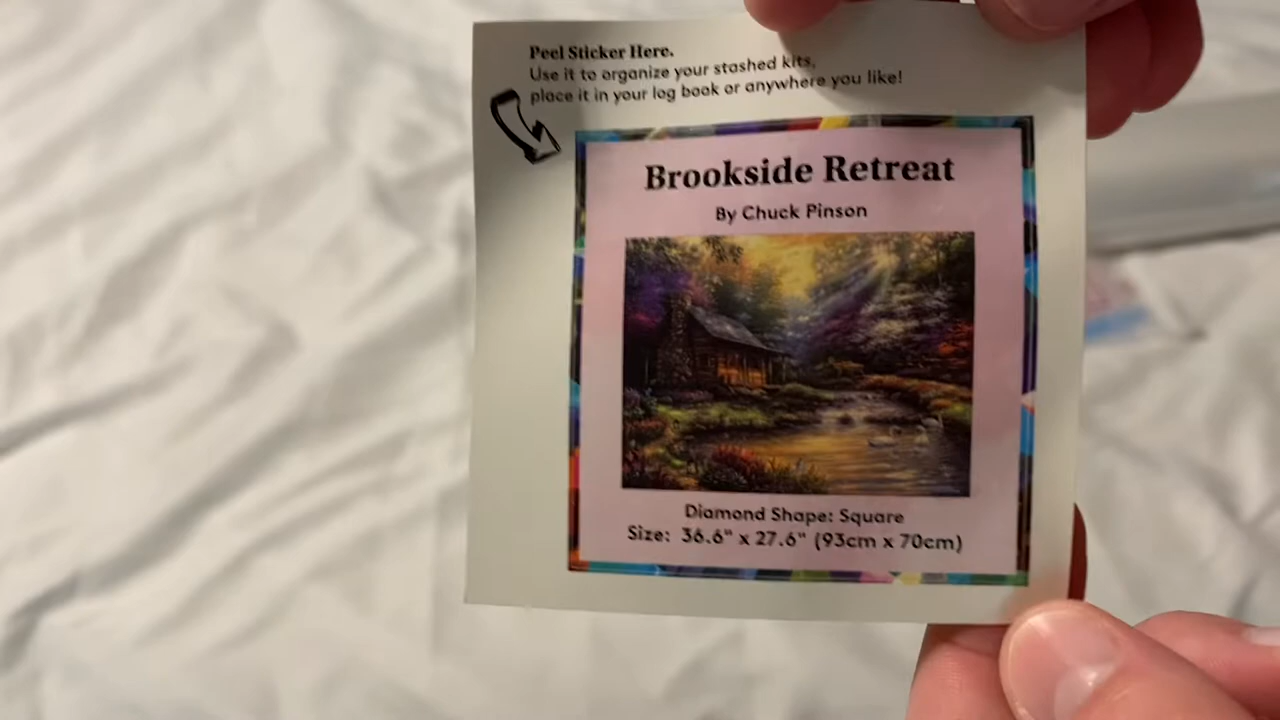 Peel Sticker Here.
Use it to organize your stashed kits,
place it in your log book or anywhere you like!
Brookside Retreat
By Chuck Pinson
Diamond Shape: Square
Size: 36.6" x 27.6" (93cm x 70cm)